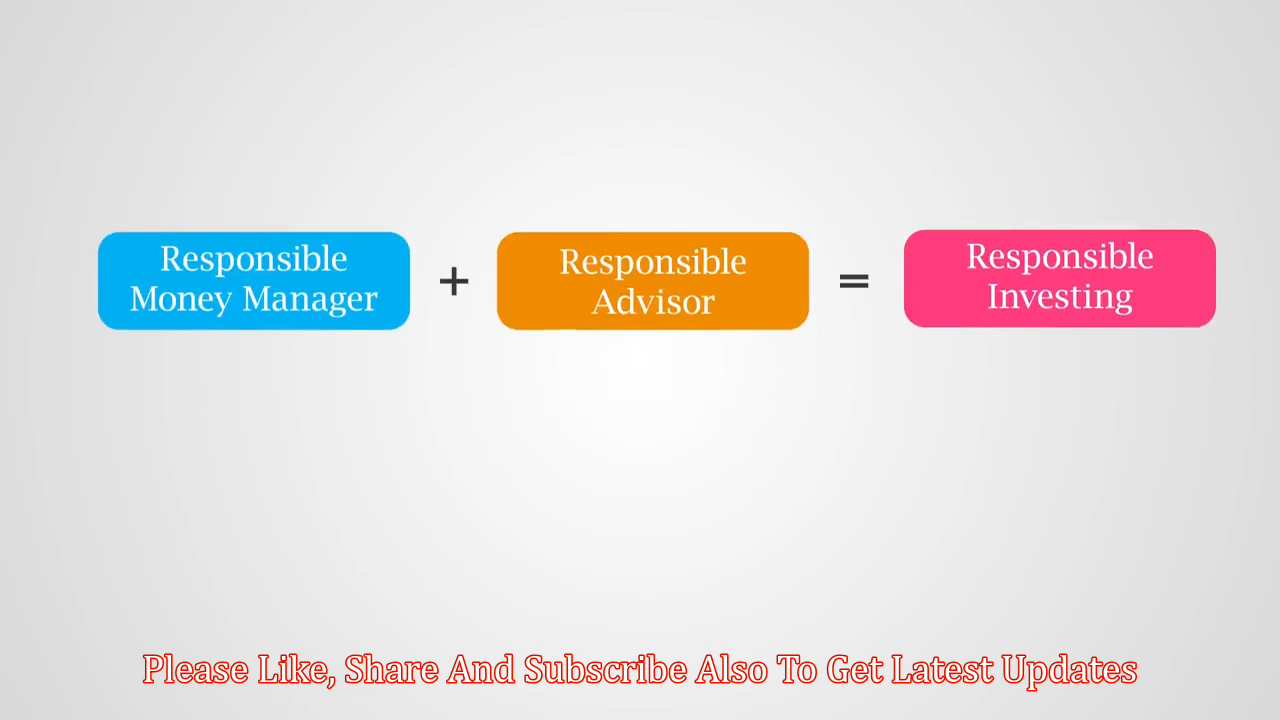 Responsible
Money Manager
+
Responsible
Advisor
=
Responsible
Investing
Please Like, Share And Subscribe Also To Get Latest Updates